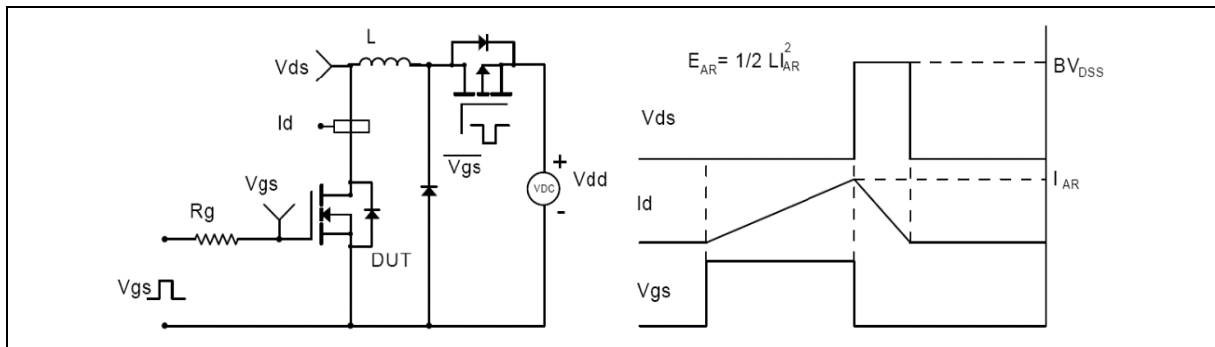 L
Vds
Id
Vgs
Vgs
Rg
DUT
Vgs
+
VDC
-
Vdd
E_AR= 1/2 LI_AR^2
BV_DSS
Vds
I_AR
Id
Vgs